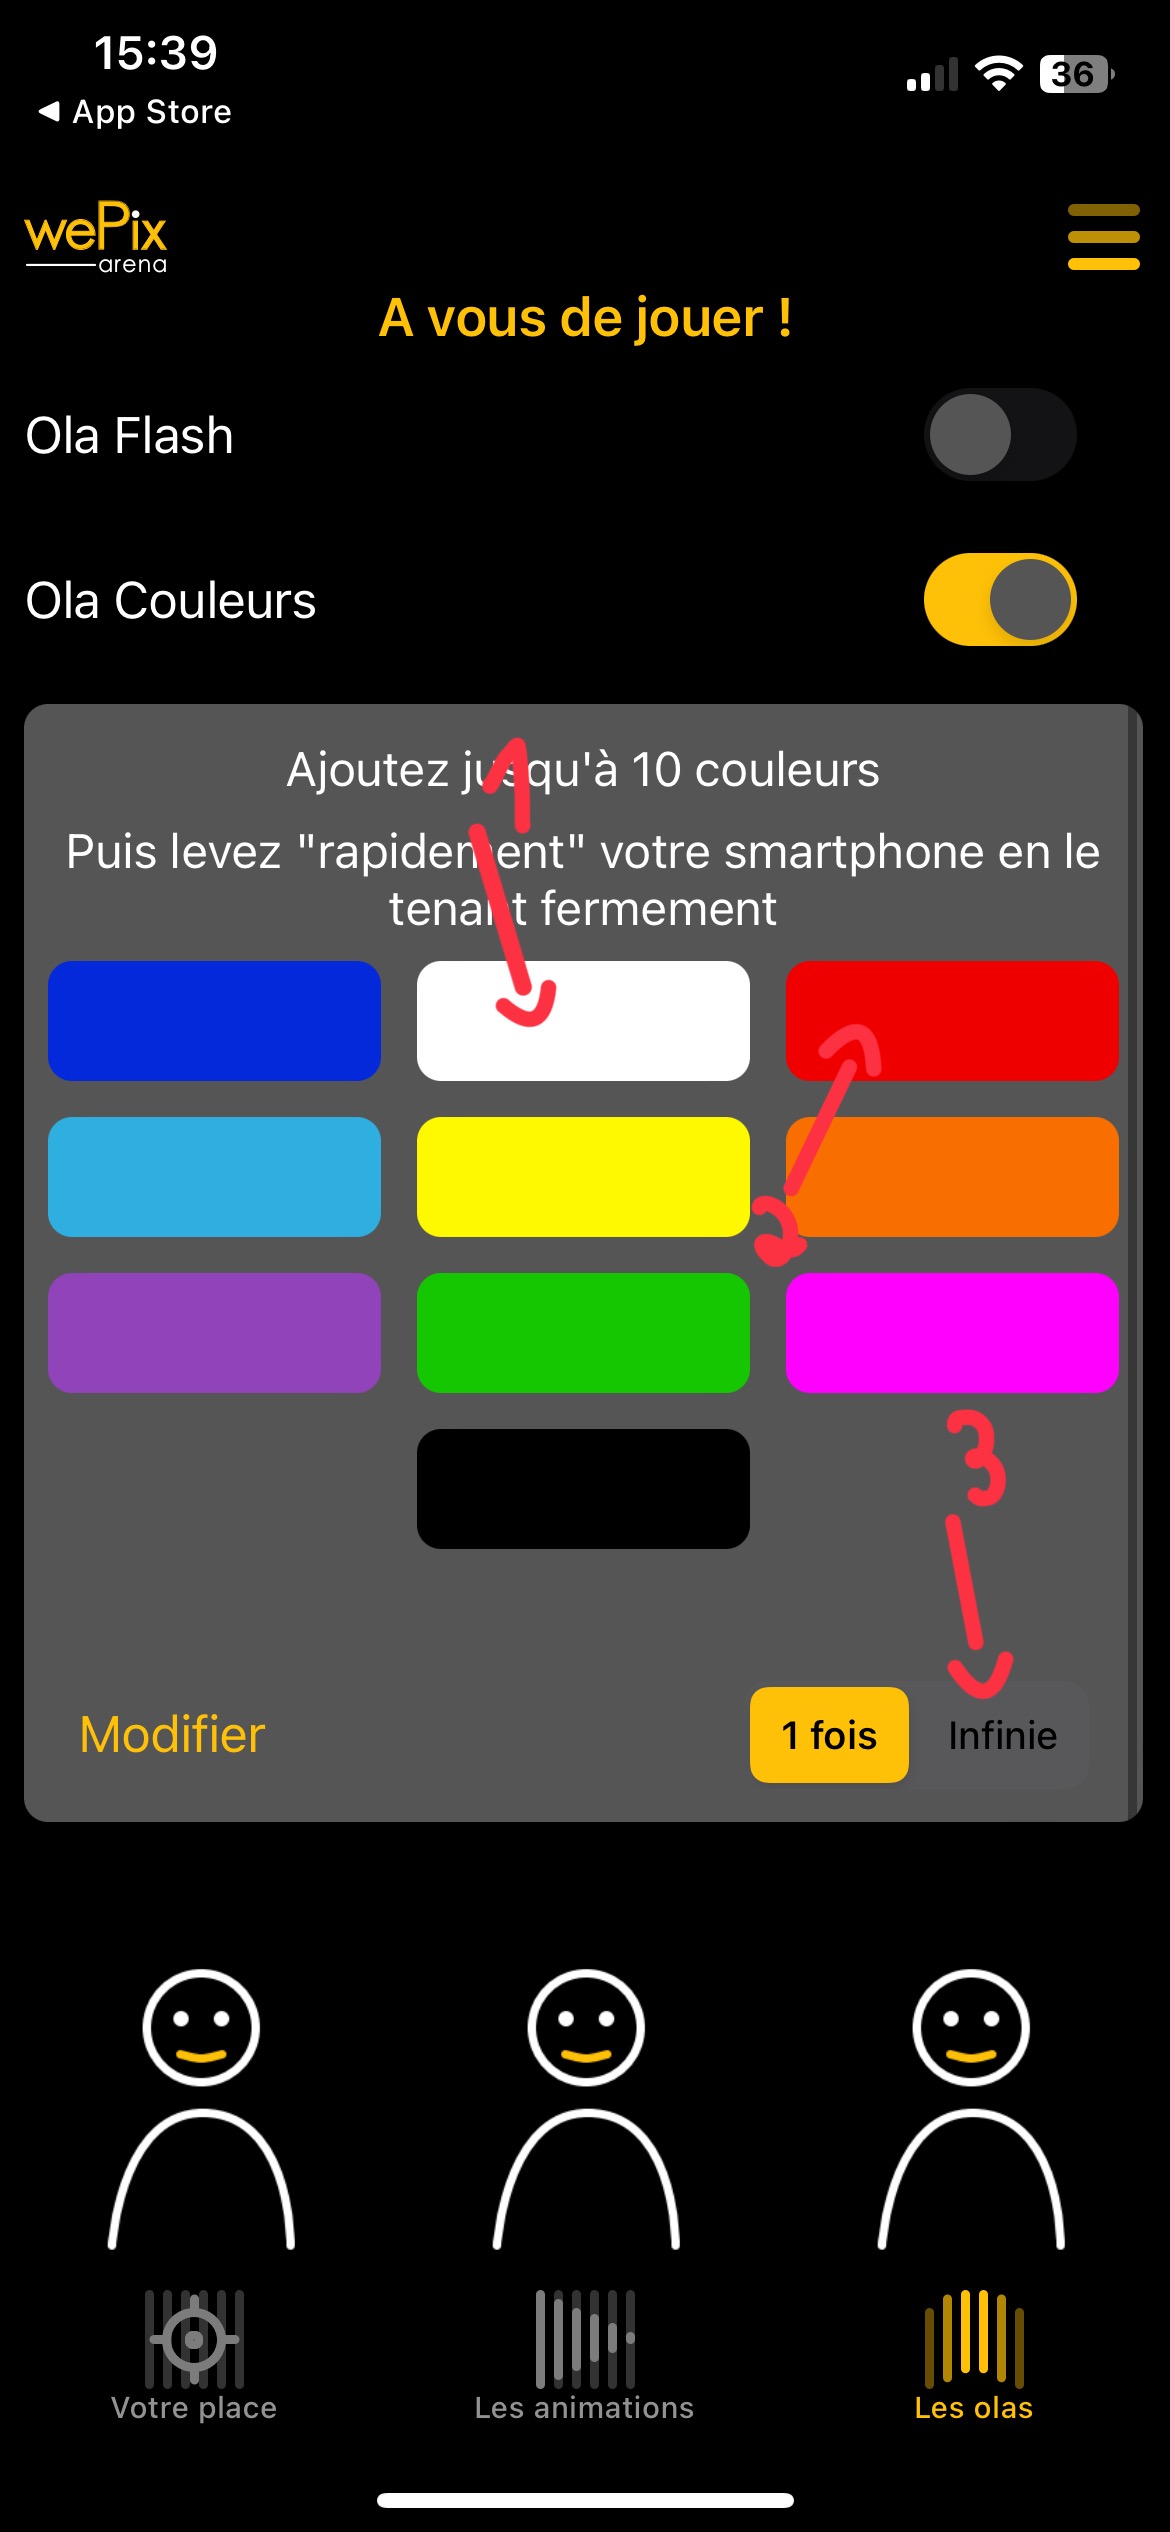 15:39
36
App Store
wePix
arena
A vous de jouer !
Ola Flash
Ola Couleurs
1
Ajoutez jusqu'à 10 couleurs
Puis levez "rapidement" votre smartphone en le
tenant fermement
2
3
Modifier
1 fois
Infinie
Votre place
Les animations
Les olas